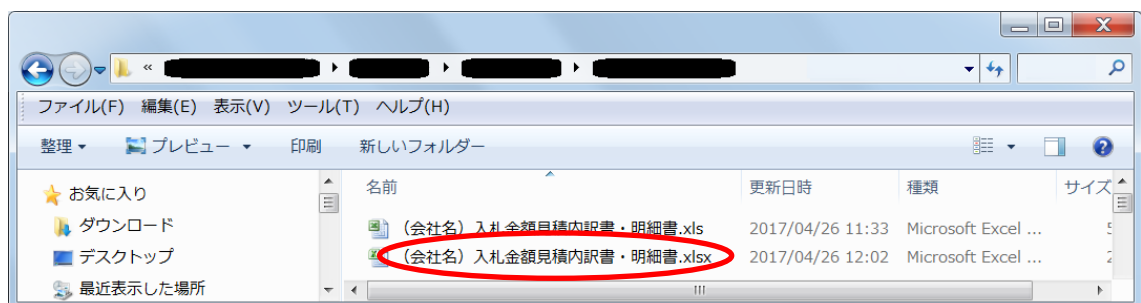 «
ファイル(F) 編集(E) 表示(V) ツール(T) ヘルプ(H)
整理 プレビュー 印刷 新しいフォルダー
お気に入り
ダウンロード
デスクトップ
最近表示した場所
名前 更新日時 種類 サイズ
（会社名）入札金額見積内訳書・明細書.xls 2017/04/26 11:33 Microsoft Excel ...
（会社名）入札金額見積内訳書・明細書.xlsx 2017/04/26 12:02 Microsoft Excel ...